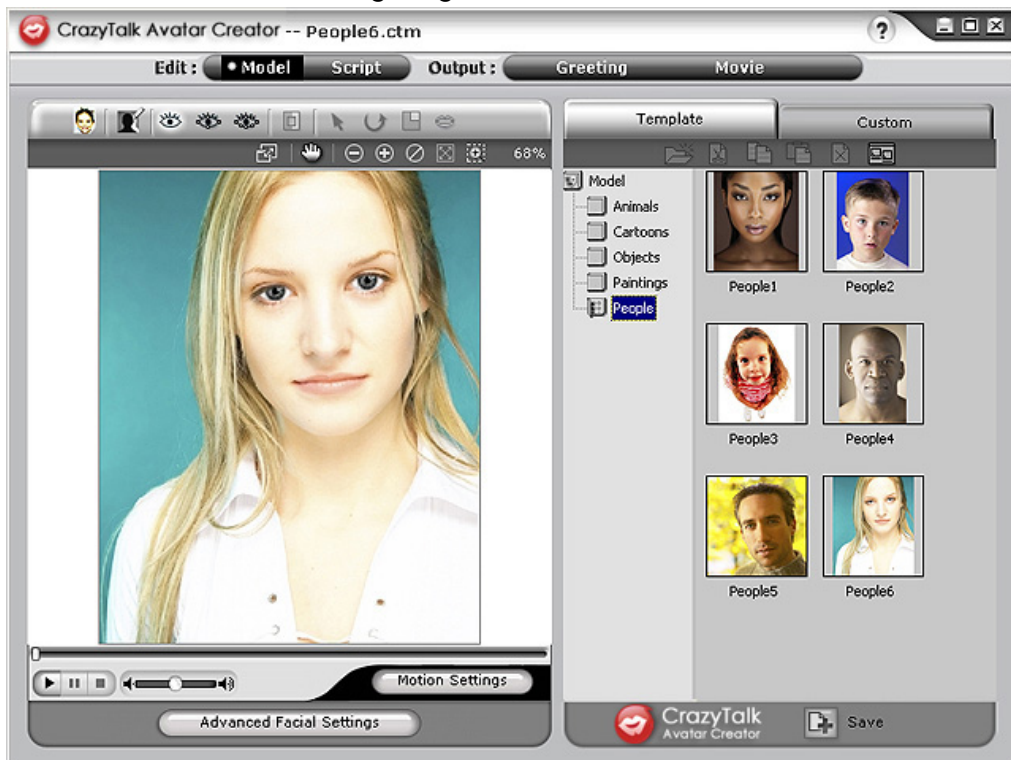 CrazyTalk Avatar Creator -- People6.ctm
?
Edit : Model Script Output : Greeting Movie
Template Custom
68%
Model
Animals
Cartoons
Objects
Paintings
People
People1 People2
People3 People4
People5 People6
Motion Settings
Advanced Facial Settings
CrazyTalk
Avatar Creator
Save